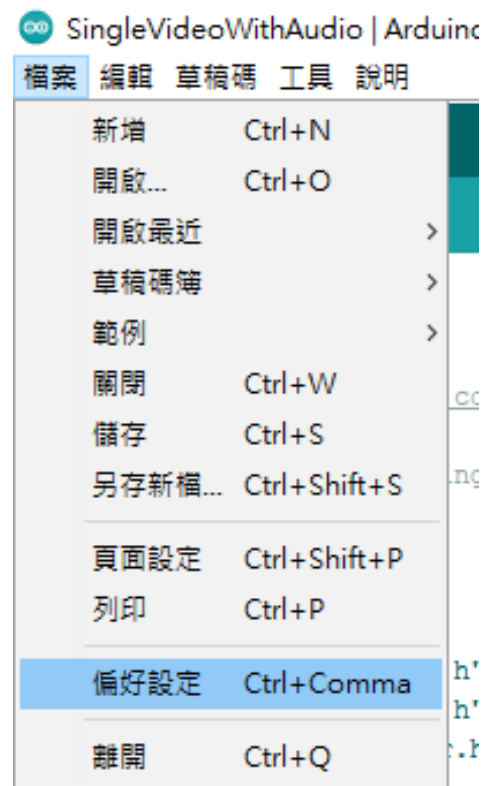 SingleVideoWithAudio | Arduino
檔案 編輯 草稿碼 工具 說明
新增 Ctrl+N
開啟... Ctrl+O
開啟最近 >
草稿碼簿 >
範例 >
關閉 Ctrl+W
儲存 Ctrl+S
另存新檔... Ctrl+Shift+S
頁面設定 Ctrl+Shift+P
列印 Ctrl+P
偏好設定 Ctrl+Comma
h"
h"
離開 Ctrl+Q